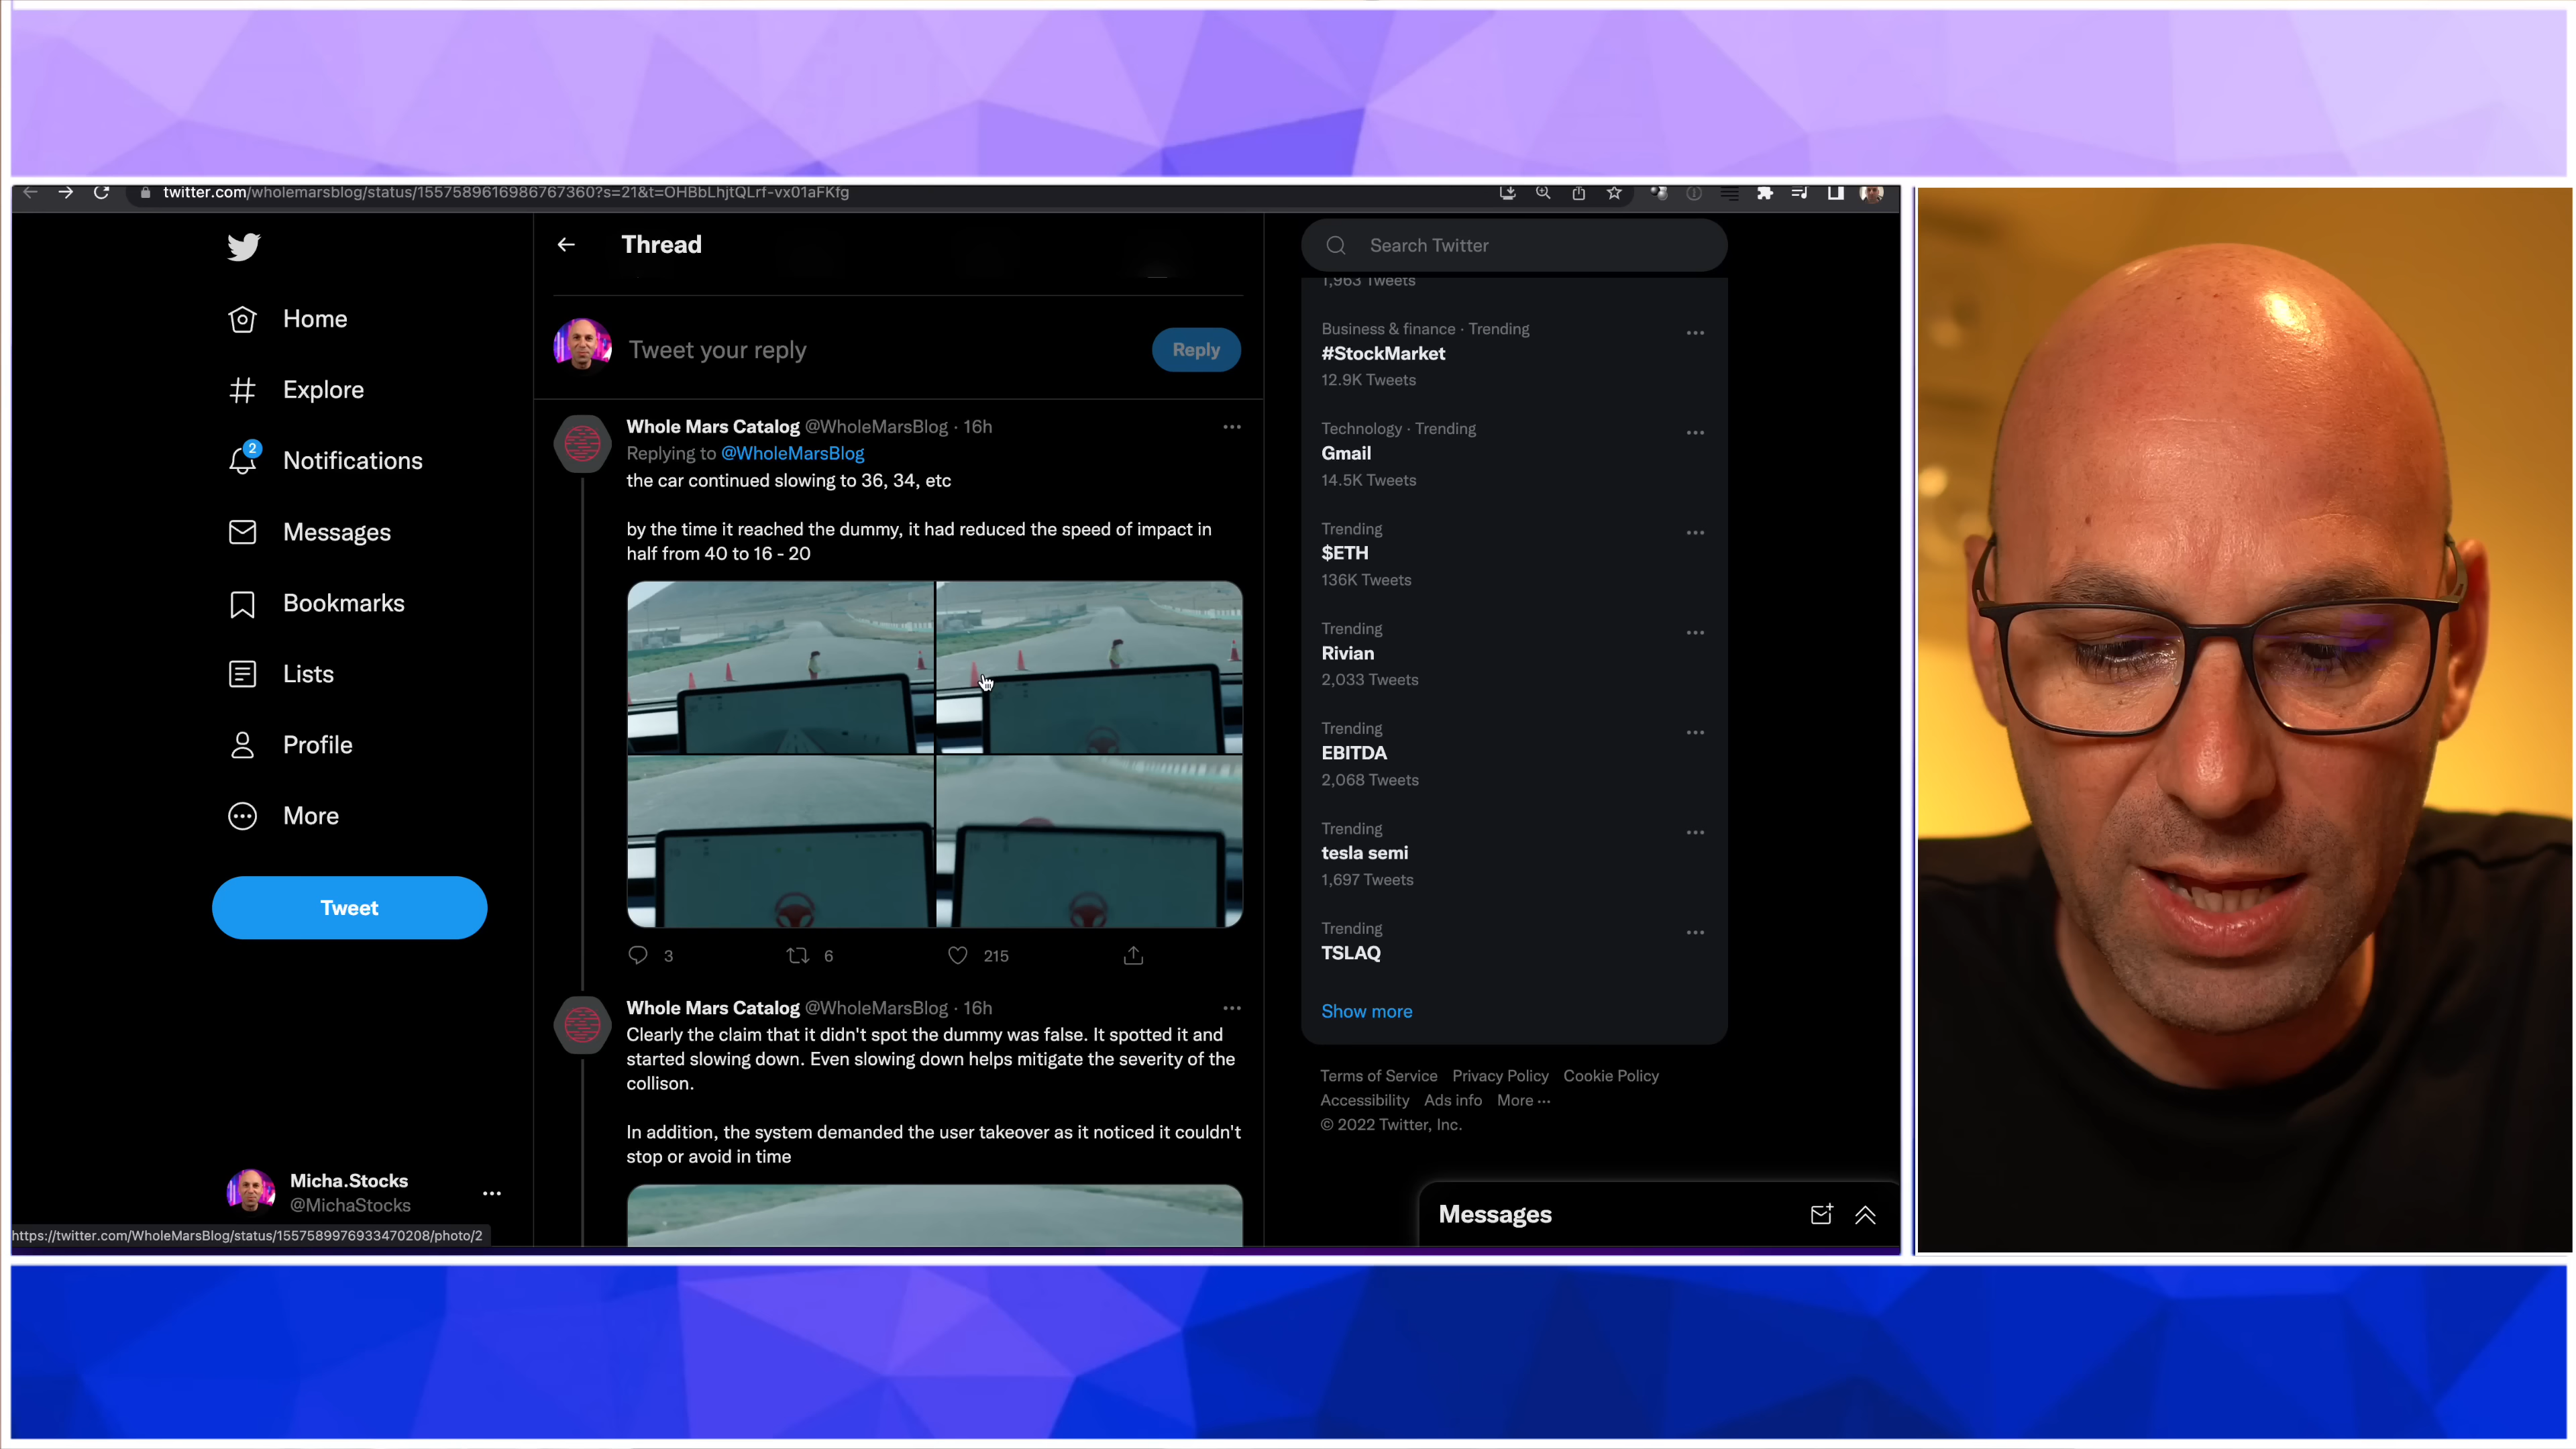 twitter.com/wholemarsblog/status/1557589616986767360?s=21&t=OHBbLhjtQLrf-vx01aFKfg
Home
Explore
2
Notifications
Messages
Bookmarks
Lists
Profile
More
Tweet
Micha.Stocks
@MichaStocks
https://twitter.com/WholeMarsBlog/status/1557589976933470208/photo/2
Thread
Tweet your reply
Reply
Whole Mars Catalog @WholeMarsBlog · 16h
Replying to @WholeMarsBlog
the car continued slowing to 36, 34, etc
by the time it reached the dummy, it had reduced the speed of impact in
half from 40 to 16 - 20
3 6 215
Whole Mars Catalog @WholeMarsBlog · 16h
Clearly the claim that it didn't spot the dummy was false. It spotted it and
started slowing down. Even slowing down helps mitigate the severity of the
collison.
In addition, the system demanded the user takeover as it noticed it couldn't
stop or avoid in time
Search Twitter
1,963 Tweets
Business & finance · Trending
#StockMarket
12.9K Tweets
Technology · Trending
Gmail
14.5K Tweets
Trending
$ETH
136K Tweets
Trending
Rivian
2,033 Tweets
Trending
EBITDA
2,068 Tweets
Trending
tesla semi
1,697 Tweets
Trending
TSLAQ
Show more
Terms of Service Privacy Policy Cookie Policy
Accessibility Ads info More ···
© 2022 Twitter, Inc.
Messages